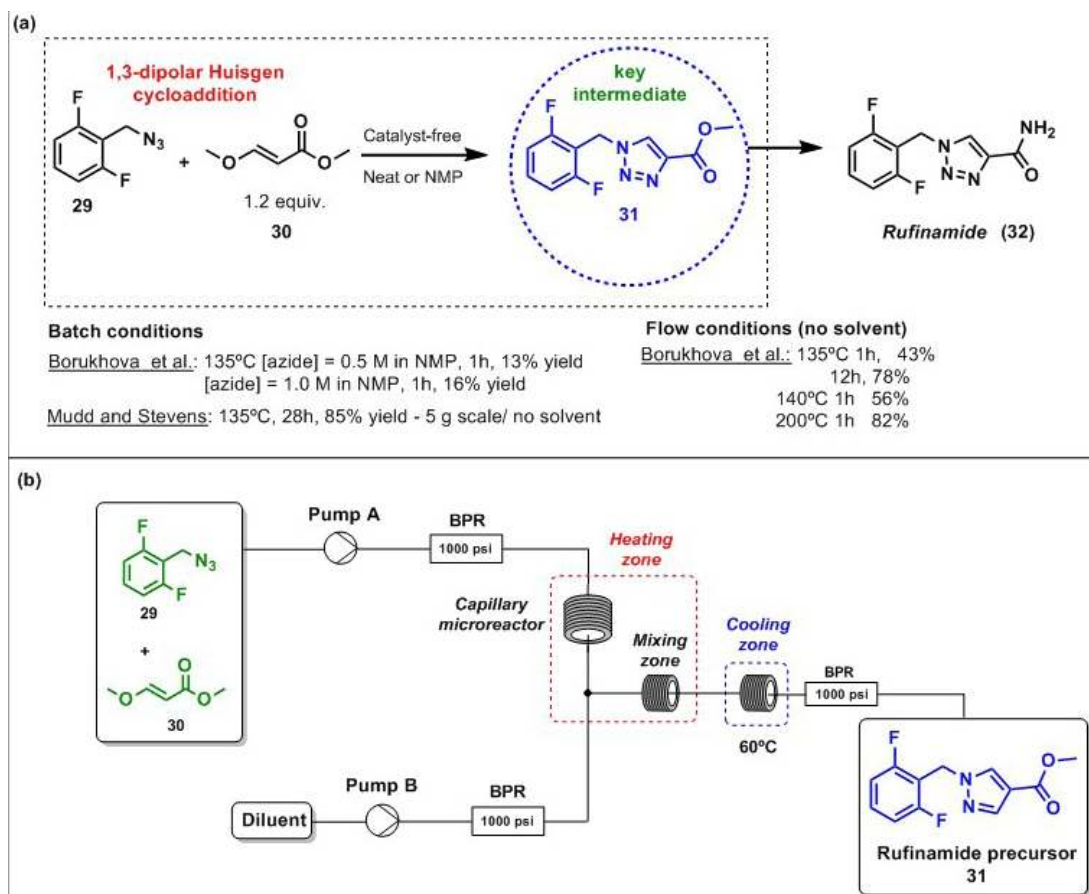 (a)
1,3-dipolar Huisgen
cycloaddition
key
intermediate
F
N3
F
29
+
O
O
O
1.2 equiv.
30
Catalyst-free
Neat or NMP
F
N
N=N
F
O
O
31
F
N
N=N
F
NH2
O
Rufinamide (32)
Batch conditions
Borukhova et al.: 135ºC [azide] = 0.5 M in NMP, 1h, 13% yield
[azide] = 1.0 M in NMP, 1h, 16% yield
Mudd and Stevens: 135ºC, 28h, 85% yield - 5 g scale/ no solvent
Flow conditions (no solvent)
Borukhova et al.: 135ºC 1h, 43%
12h, 78%
140ºC 1h 56%
200ºC 1h 82%
(b)
F
N3
F
29
+
O
O
O
30
Pump A
BPR
1000 psi
Heating
zone
Capillary
microreactor
Mixing
zone
Cooling
zone
60ºC
BPR
1000 psi
Diluent
Pump B
BPR
1000 psi
F
N
N
F
O
O
Rufinamide precursor
31